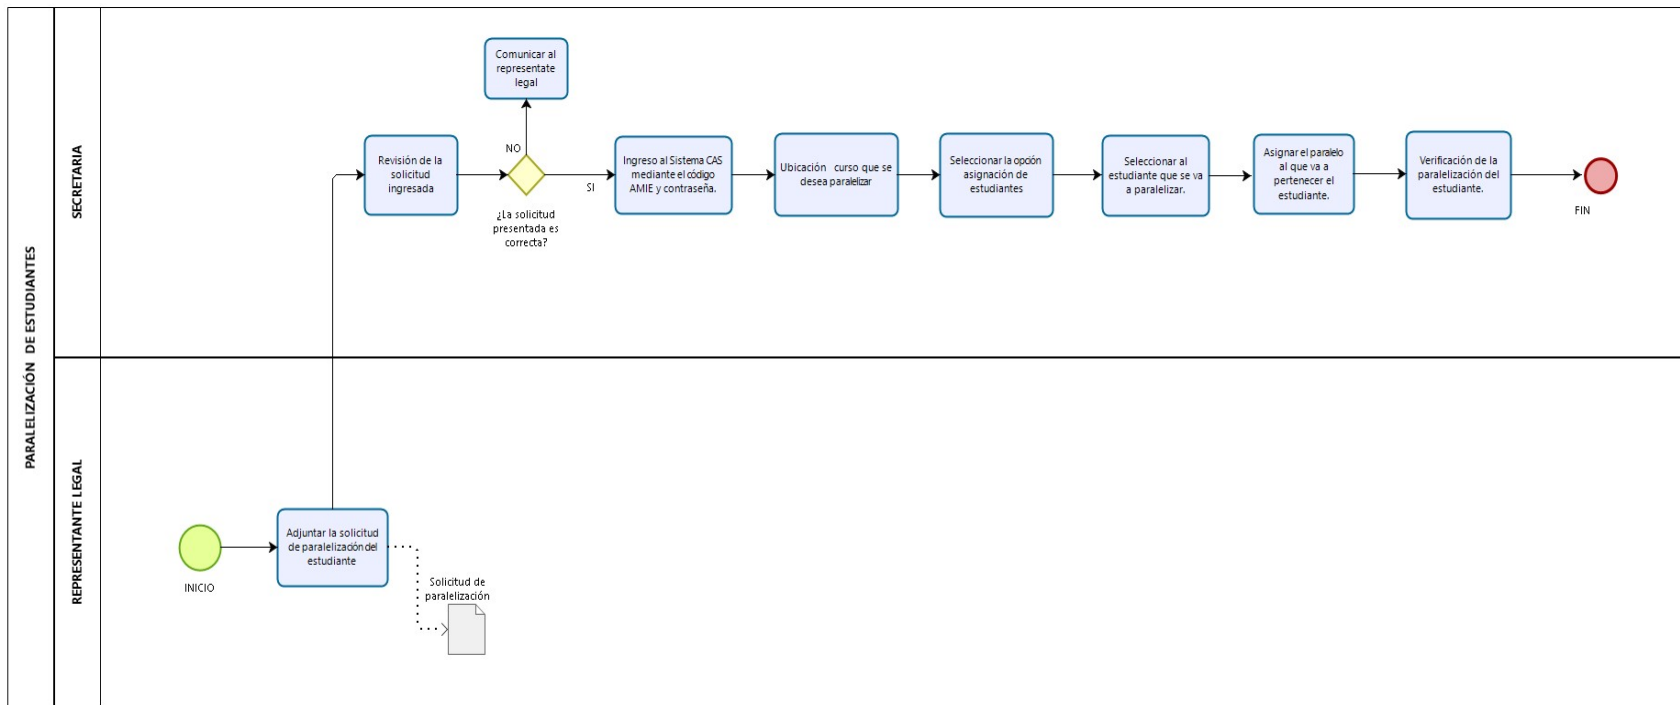 PARALELIZACIÓN DE ESTUDIANTES
SECRETARIA
Comunicar al
represetate
legal
Revisión de la
solicitud
ingresada
NO
SI
¿La solicitud
presentada es
correcta?
Ingreso al Sistema CAS
mediante el código
AMIE y contraseña.
Ubicación curso que se
desea paralelizar
Seleccionar la opción
asignación de
estudiantes
Seleccionar al
estudiante que se va
a paralelizar.
Asignar el paralelo
al que va a
pertenecer el
estudiante.
Verificación de la
paralelización del
estudiante.
FIN
REPRESENTANTE LEGAL
INICIO
Adjuntar la solicitud
de paralelización del
estudiante
Solicitud de
paralelización